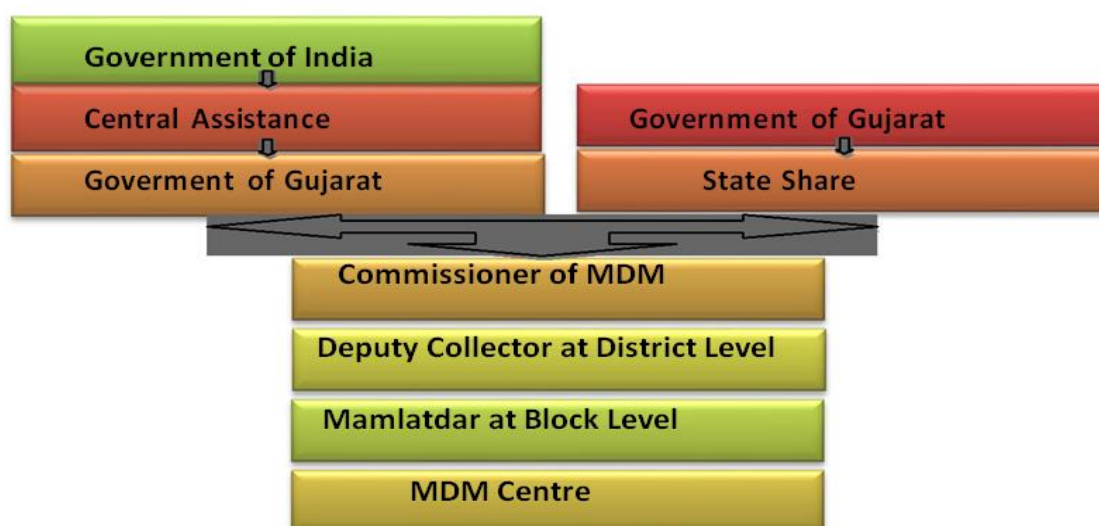 Government of India
Central Assistance
Goverment of Gujarat
Government of Gujarat
State Share
Commissioner of MDM
Deputy Collector at District Level
Mamlatdar at Block Level
MDM Centre